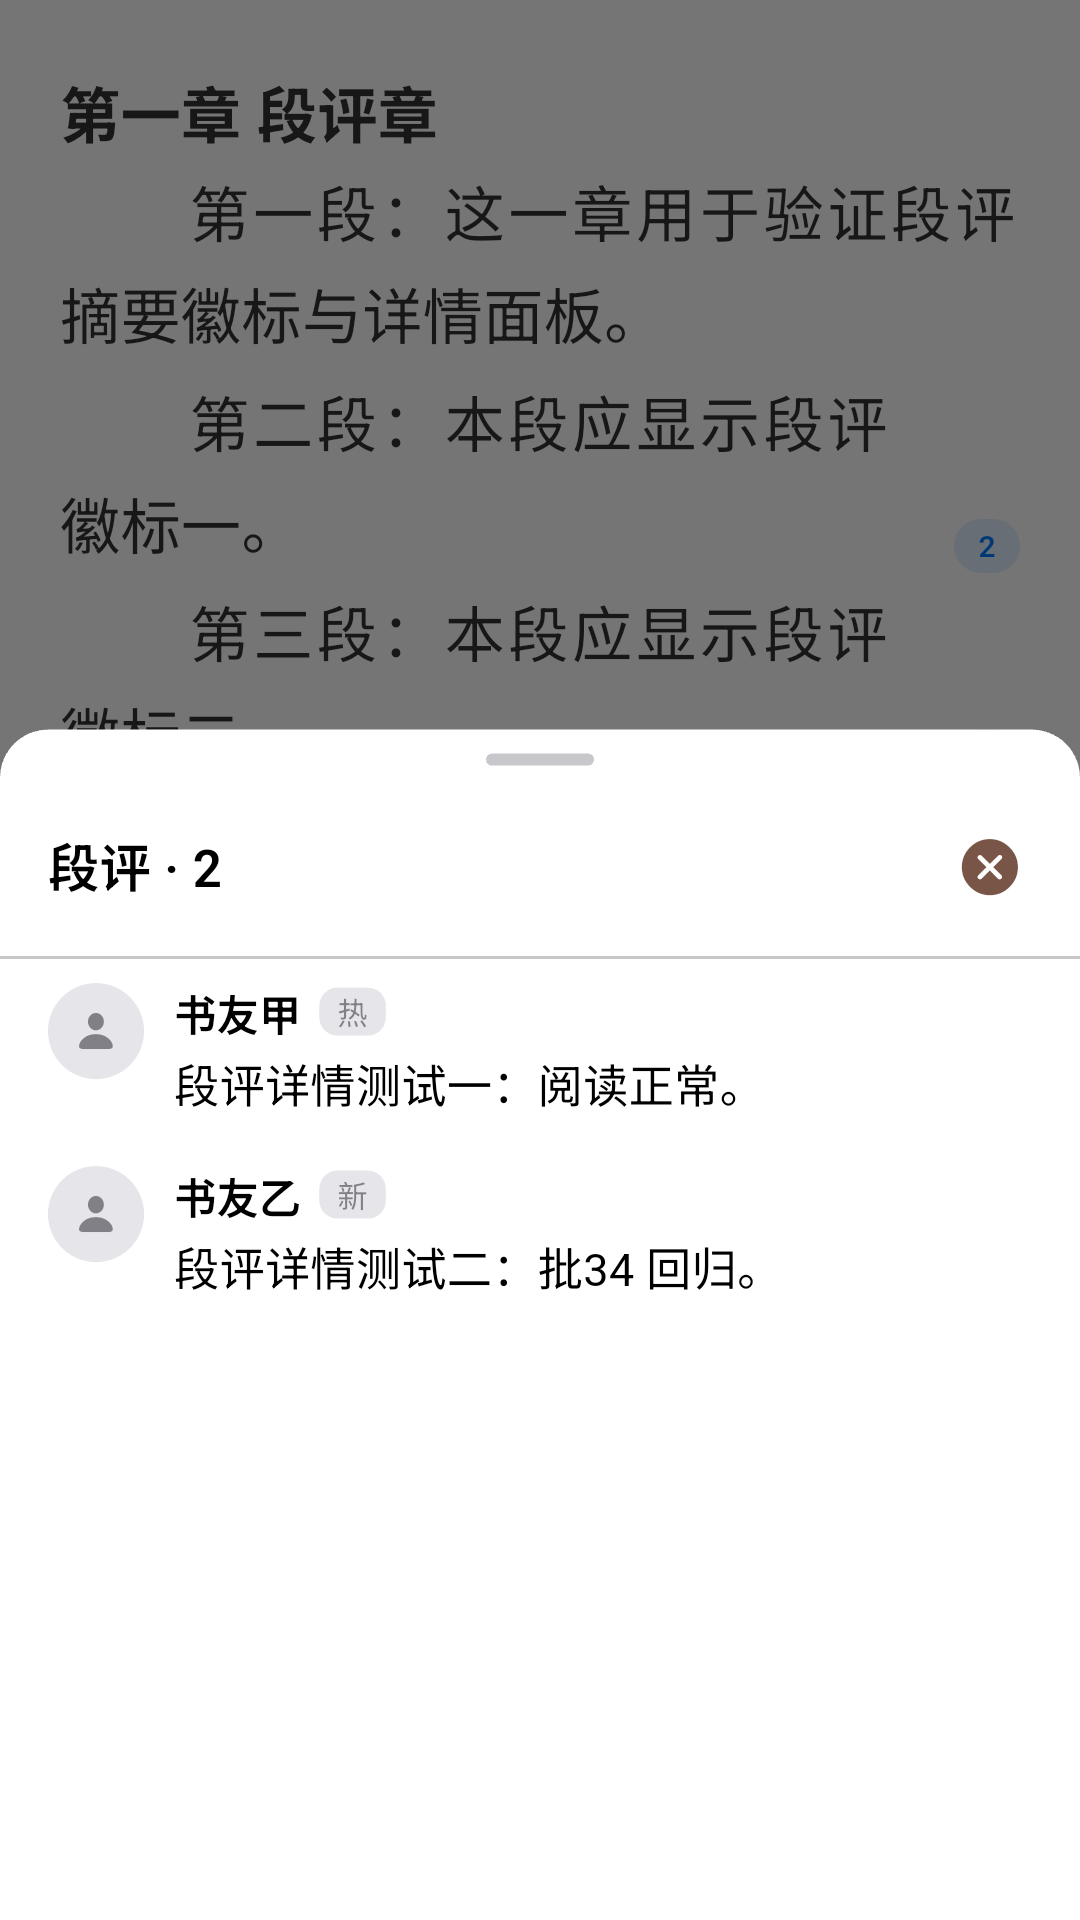 第一章 段评章
第一段：这一章用于验证段评
摘要徽标与详情面板。
第二段：本段应显示段评
徽标一。
2
第三段：本段应显示段评
徽标二
段评 · 2
书友甲 热
段评详情测试一：阅读正常。
书友乙 新
段评详情测试二：批34 回归。